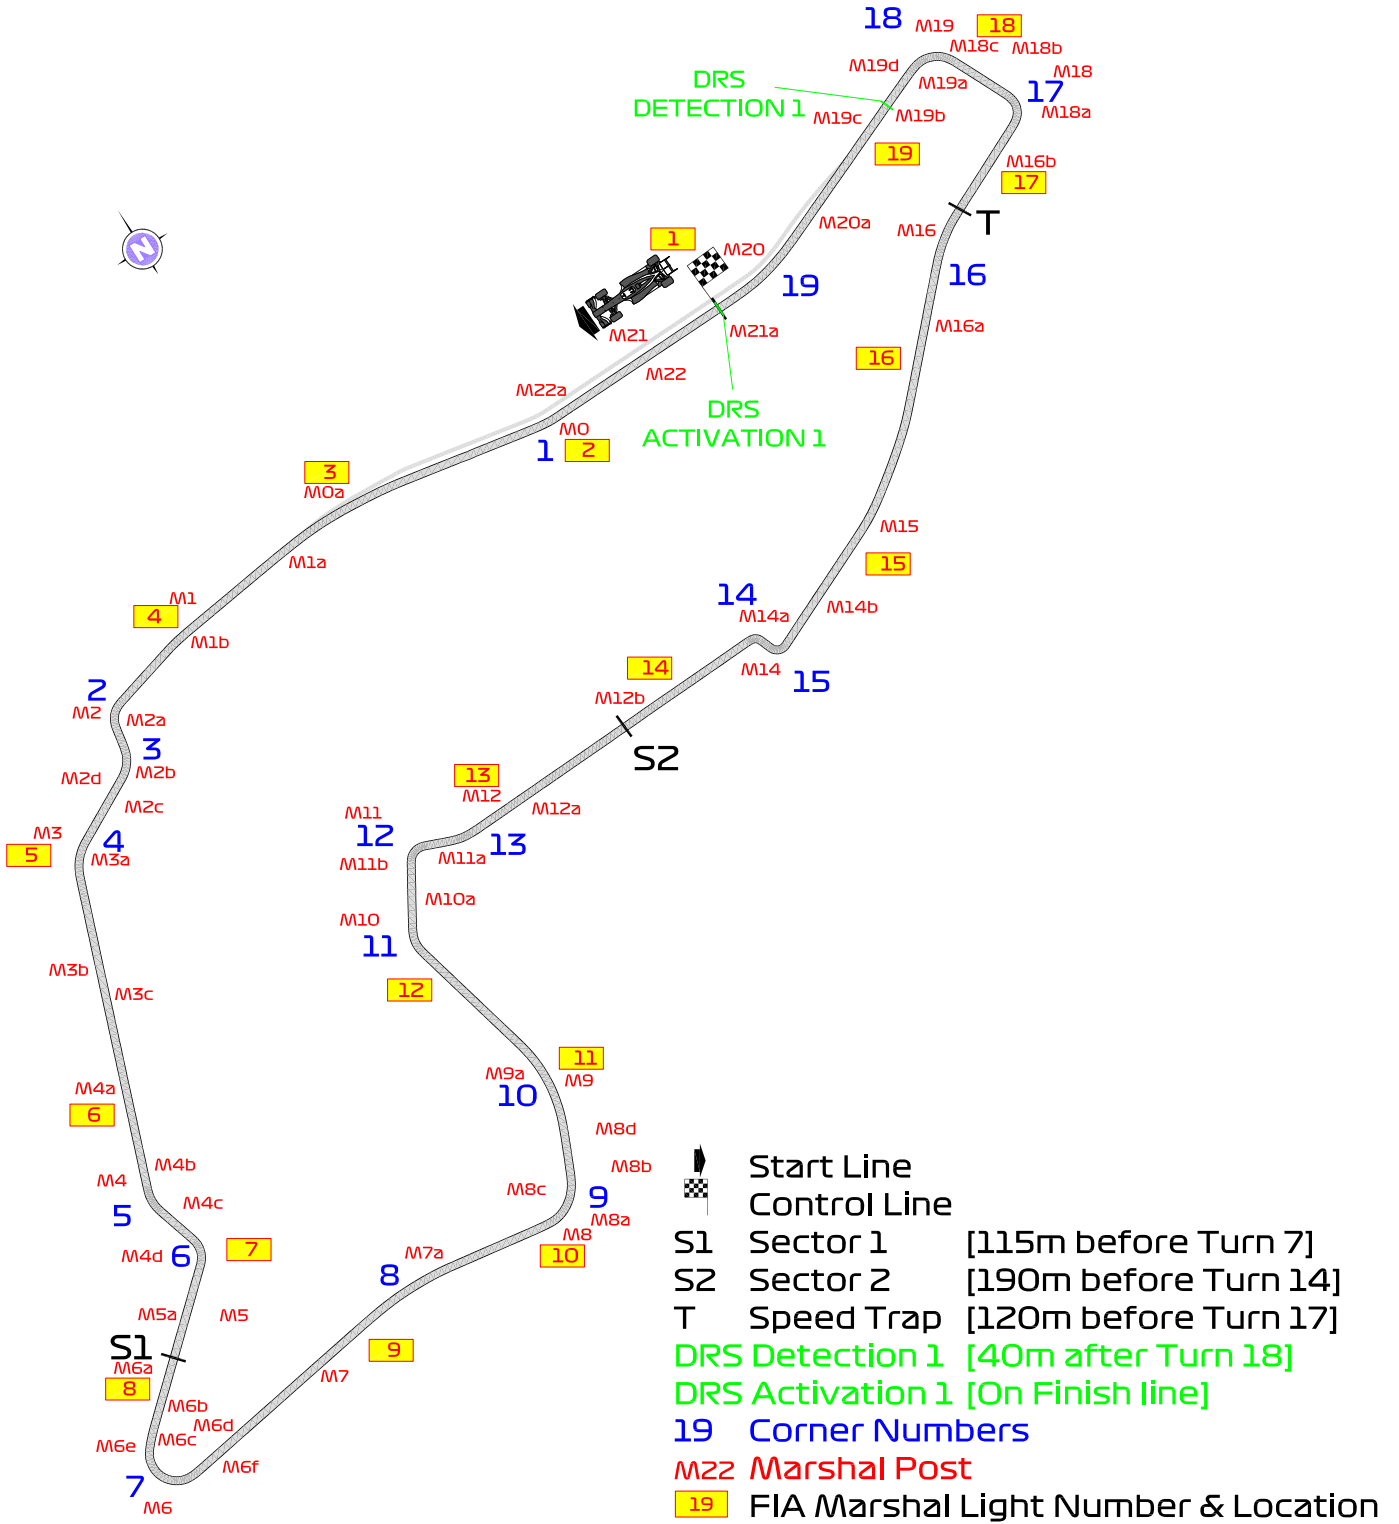 18 M19 18
M18c M18b
M19d M18
DRS M19a 17
DETECTION 1 M19c M19b M18a
19
M16b
17
M20a M16 T
1 M20
N
16
19
M21 M21a M16a
16
M22a M22
DRS
ACTIVATION 1
M0
1 2
3
M0a
M15
M1a 15
14
M1 M14a M14b
4
M1b
14 M14
15
2 M12b
M2 M2a
3 S2
M2d M2b 13
M12
M2c M12a
M11
M3 4 12 13
5 M3a M11b M11a
M10a
M10
11
M3b
12
M3c
11
M9a M9
M4a 10
6
M8d
M4b M8b
M4 M8c 9
M4c M8a
5 M8
M4d 6 7 M7a 10
8
M5a M5
S1
M6a 9
8 M7
M6b
M6d
M6e M6c
M6f
7
M6
Start Line
Control Line
S1 Sector 1 [115m before Turn 7]
S2 Sector 2 [190m before Turn 14]
T Speed Trap [120m before Turn 17]
DRS Detection 1 [40m after Turn 18]
DRS Activation 1 [On Finish line]
19 Corner Numbers
M22 Marshal Post
19 FIA Marshal Light Number & Location